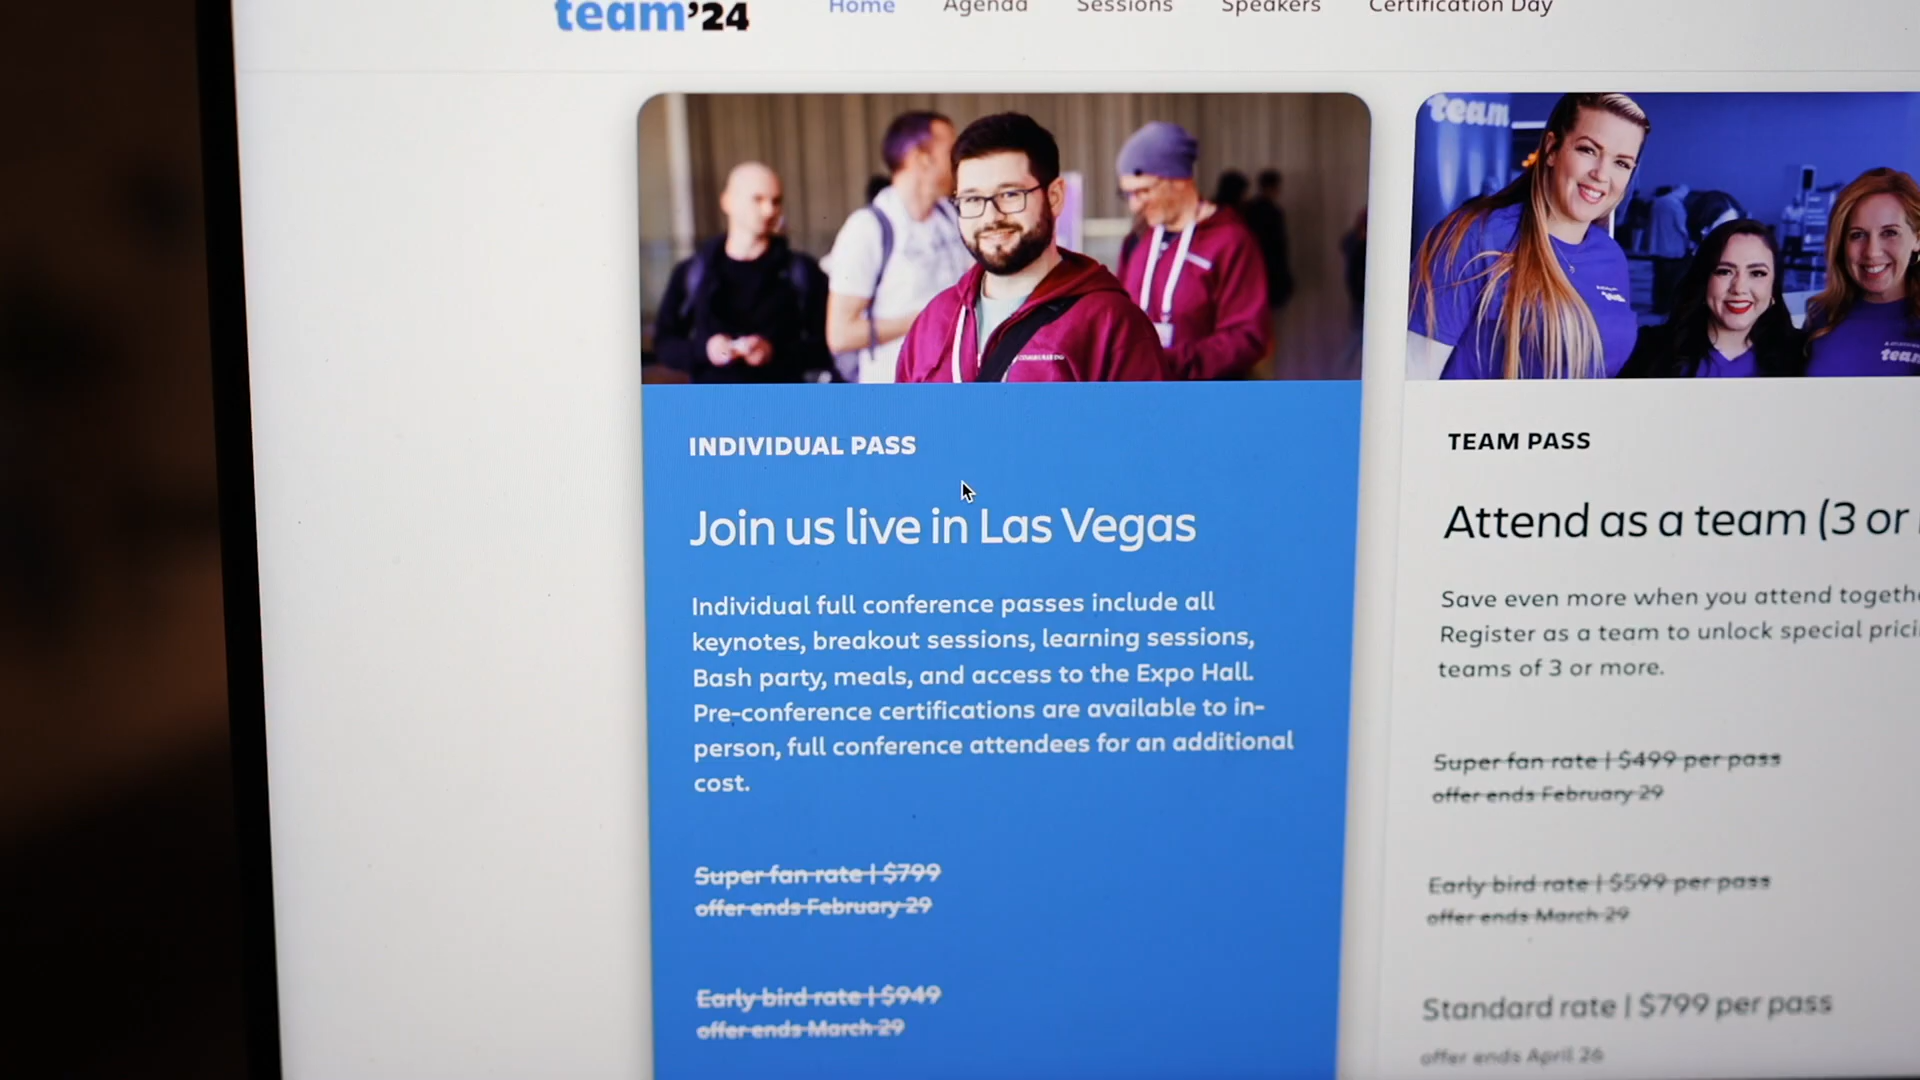 team'24
Home
Agenda
Sessions
Speakers
Certification Day
team
INDIVIDUAL PASS
Join us live in Las Vegas
Individual full conference passes include all
keynotes, breakout sessions, learning sessions,
Bash party, meals, and access to the Expo Hall.
Pre-conference certifications are available to in-
person, full conference attendees for an additional
cost.
Super fan rate | $799
offer ends February 29
Early bird rate | $949
offer ends March 29
TEAM PASS
Attend as a team (3 or
Save even more when you attend
Register as a team to unlock special
teams of 3 or more.
Super fan rate | $499 per pass
offer ends February 29
Early bird rate | $599 per pass
offer ends March 29
Standard rate | $799 per pass
offer ends April 26